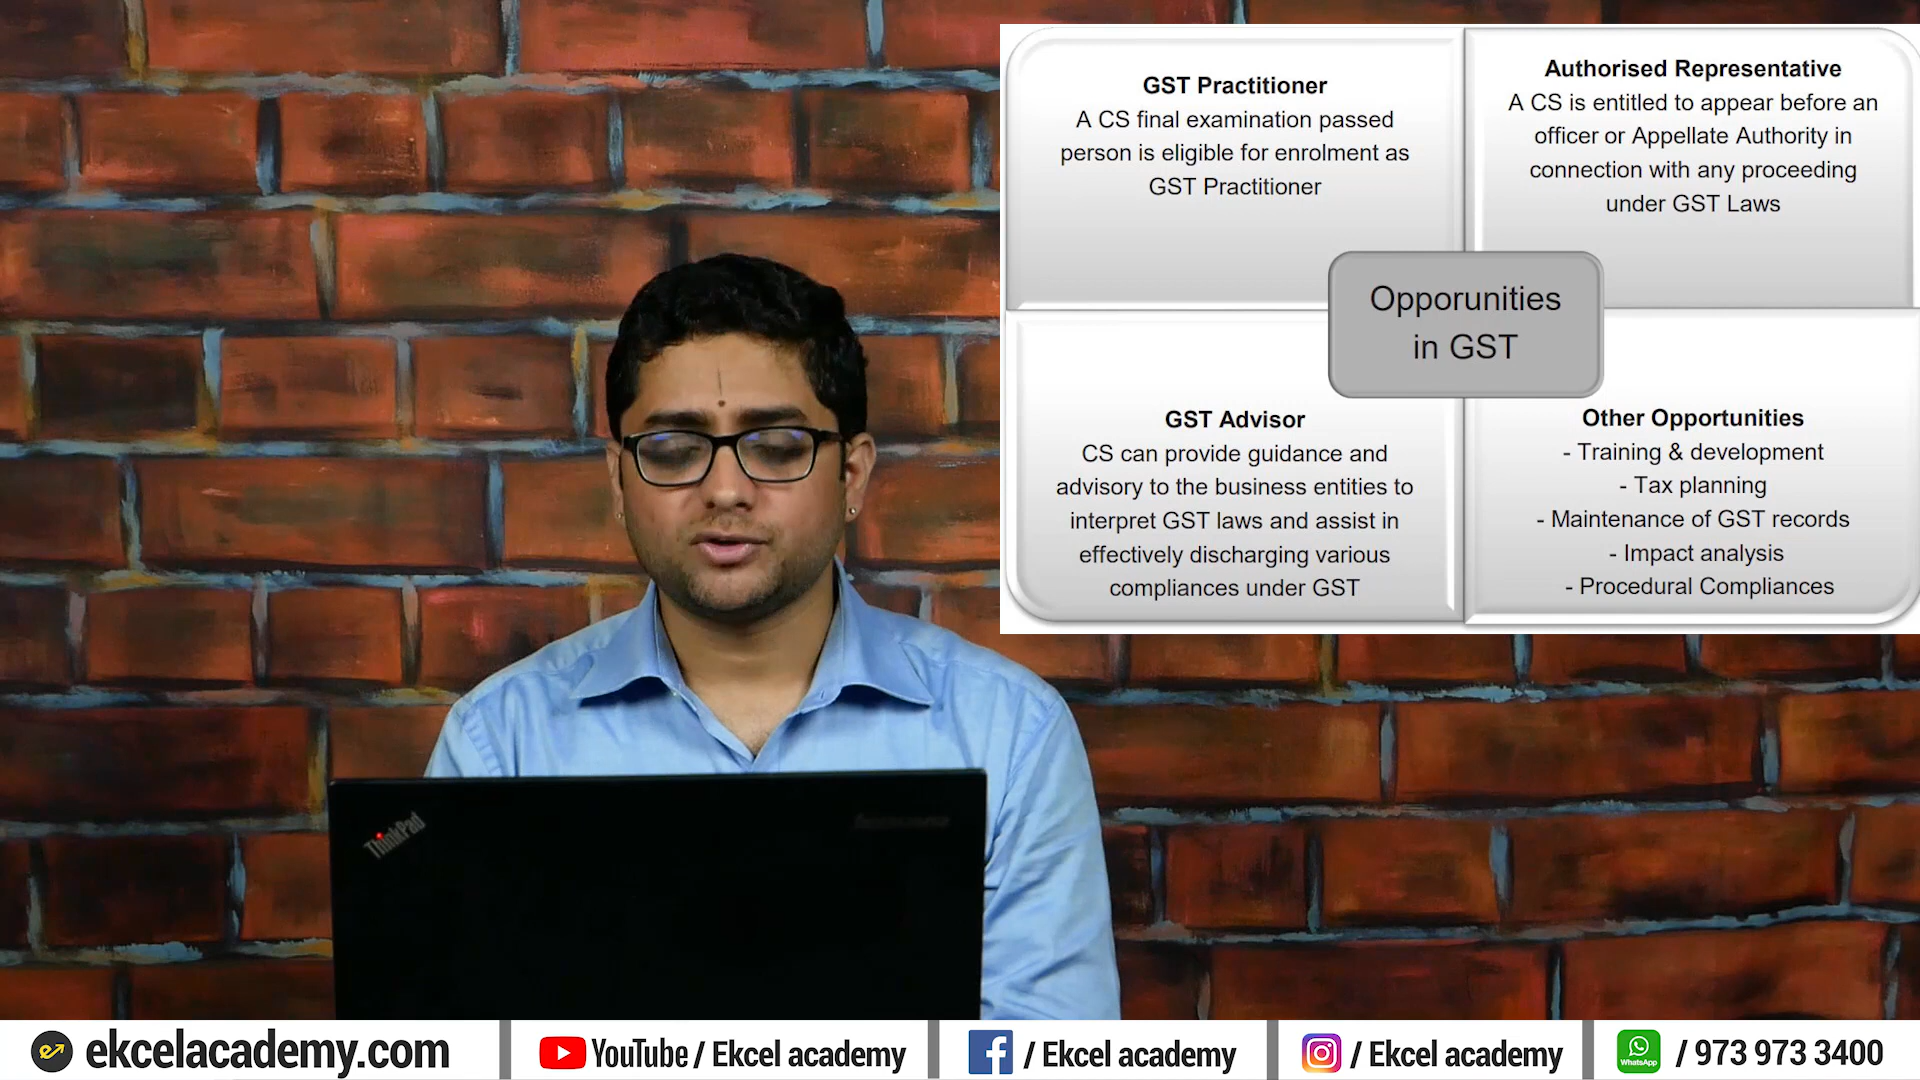 GST Practitioner
A CS final examination passed
person is eligible for enrolment as
GST Practitioner
Authorised Representative
A CS is entitled to appear before an
officer or Appellate Authority in
connection with any proceeding
under GST Laws
Opporunities
in GST
GST Advisor
CS can provide guidance and
advisory to the business entities to
interpret GST laws and assist in
effectively discharging various
compliances under GST
Other Opportunities
- Training & development
- Tax planning
- Maintenance of GST records
- Impact analysis
- Procedural Compliances
ThinkPad
lenovo
ekcelacademy.com
YouTube / Ekcel academy
/ Ekcel academy
/ Ekcel academy
WhatsApp
/ 973 973 3400